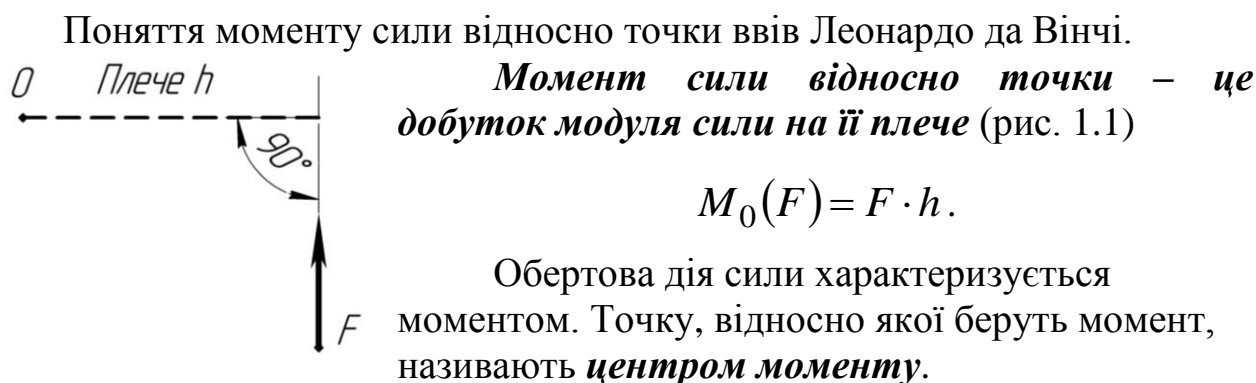 Поняття моменту сили відносно точки ввів Леонардо да Вінчі.
O Плече h
Момент сили відносно точки – це
добуток модуля сили на її плече (рис. 1.1)
90°
M₀(F) = F · h.
Обертова дія сили характеризується
моментом. Точку, відносно якої беруть момент,
F
називають центром моменту.